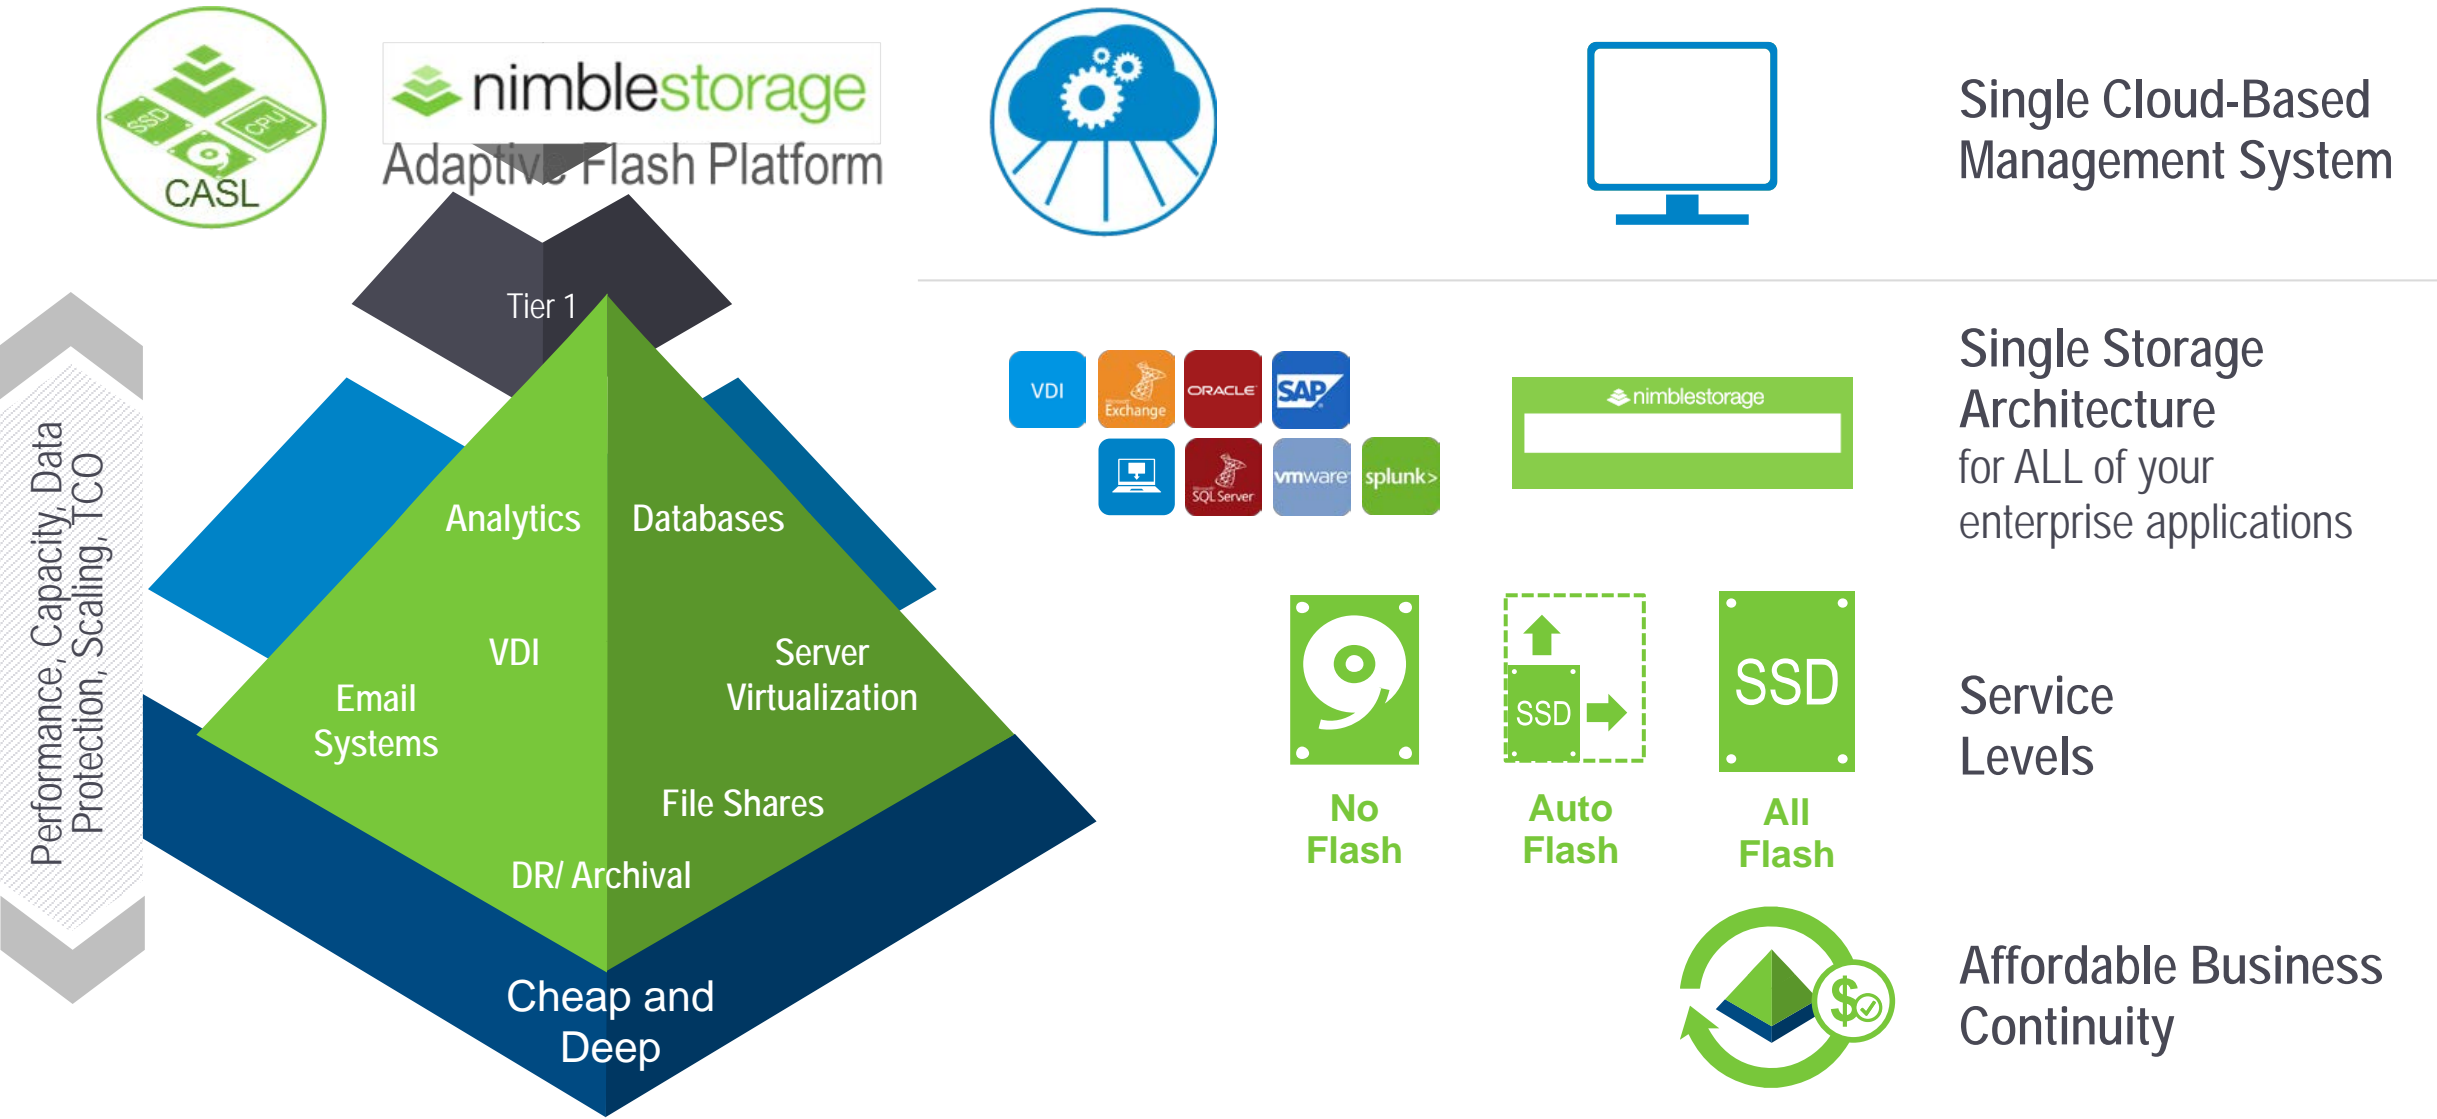 SSD
CPU
CASL
nimblestorage
Adaptive Flash Platform
Single Cloud-Based
Management System
Tier 1
Performance, Capacity, Data
Protection, Scaling, TCO
Analytics
Databases
VDI
Server
Virtualization
Email
Systems
File Shares
DR/ Archival
Cheap and
Deep
VDI
Microsoft
Exchange
ORACLE
SAP
Microsoft
SQL Server
vmware
splunk>
nimblestorage
Single Storage
Architecture
for ALL of your
enterprise applications
SSD
SSD
No
Flash
Auto
Flash
All
Flash
Service
Levels
$
Affordable Business
Continuity